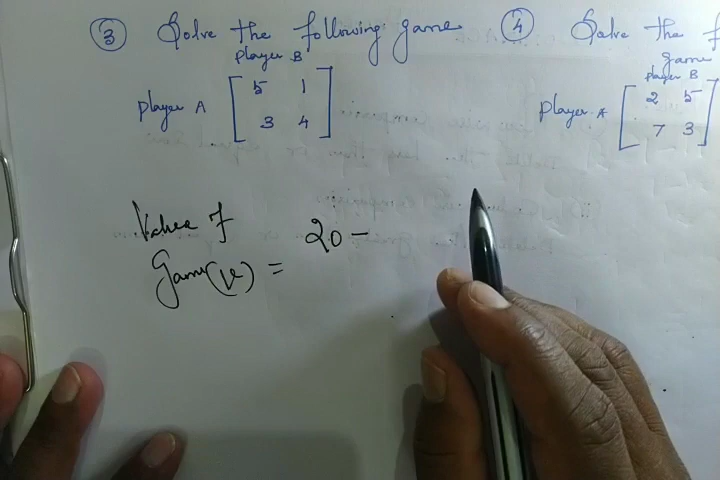 ③ Solve the following game
player B
player A [ 5 1
3 4 ]
④ Solve the f
game
player B
player A [ 2 5
7 3 ]
Value of
Game(V) = 20 -